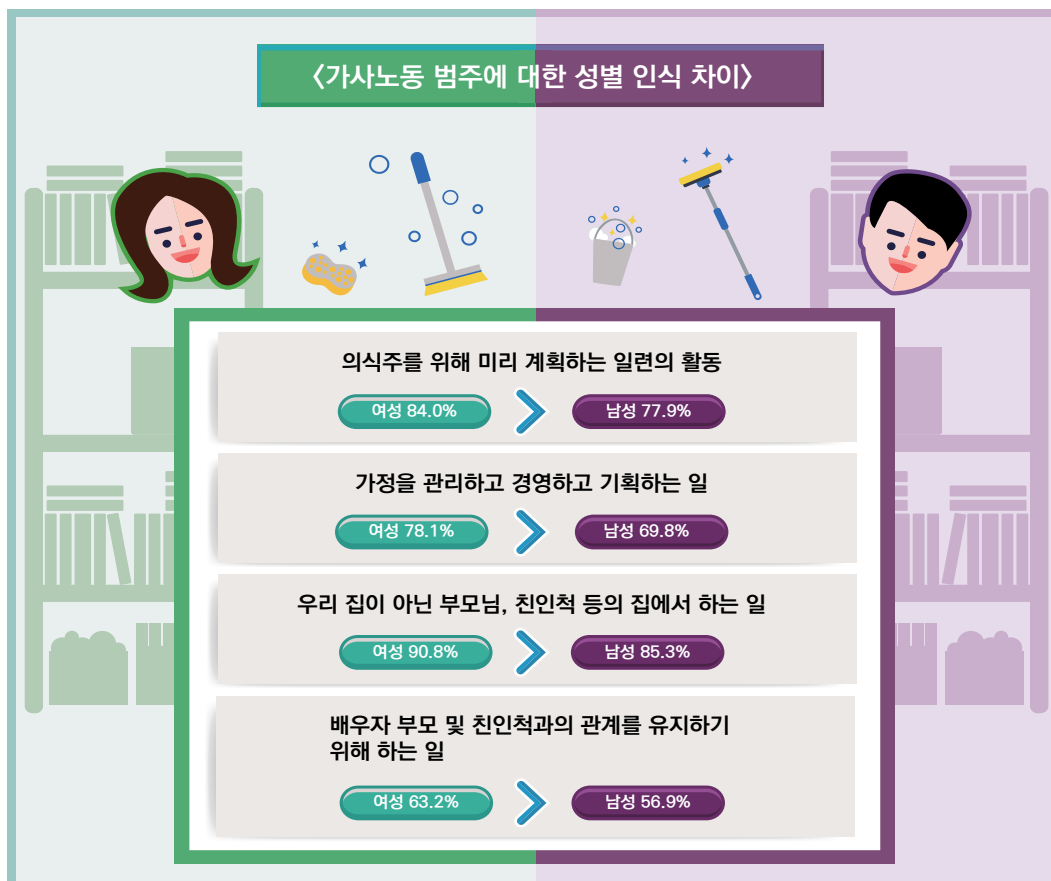 〈가사노동 범주에 대한 성별 인식 차이〉
의식주를 위해 미리 계획하는 일련의 활동
여성 84.0%
남성 77.9%
가정을 관리하고 경영하고 기획하는 일
여성 78.1%
남성 69.8%
우리 집이 아닌 부모님, 친인척 등의 집에서 하는 일
여성 90.8%
남성 85.3%
배우자 부모 및 친인척과의 관계를 유지하기
위해 하는 일
여성 63.2%
남성 56.9%